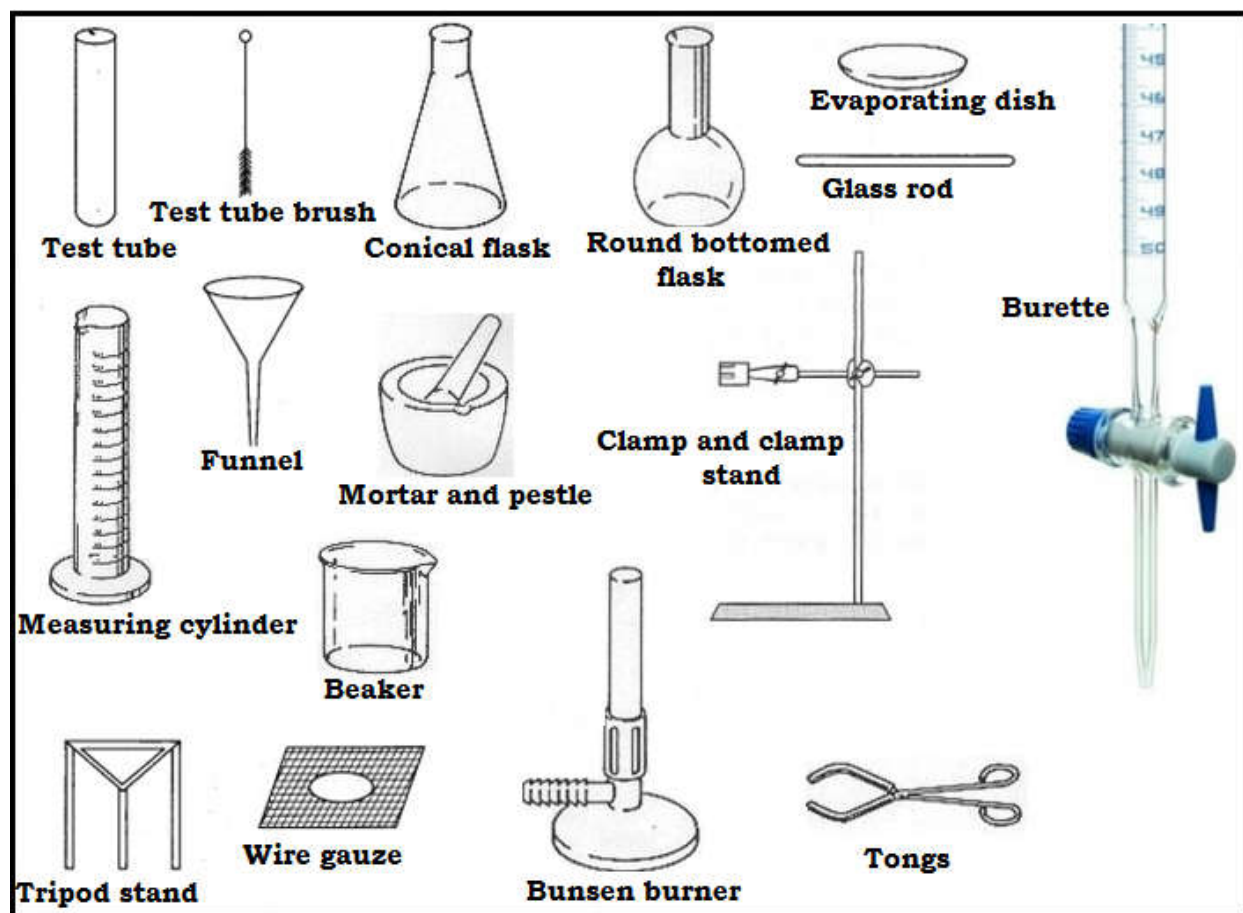 Test tube
Test tube brush
Conical flask
Round bottomed
flask
Evaporating dish
Glass rod
45
46
47
48
49
50
Burette
Measuring cylinder
Funnel
Mortar and pestle
Clamp and clamp
stand
Beaker
Tripod stand
Wire gauze
Bunsen burner
Tongs